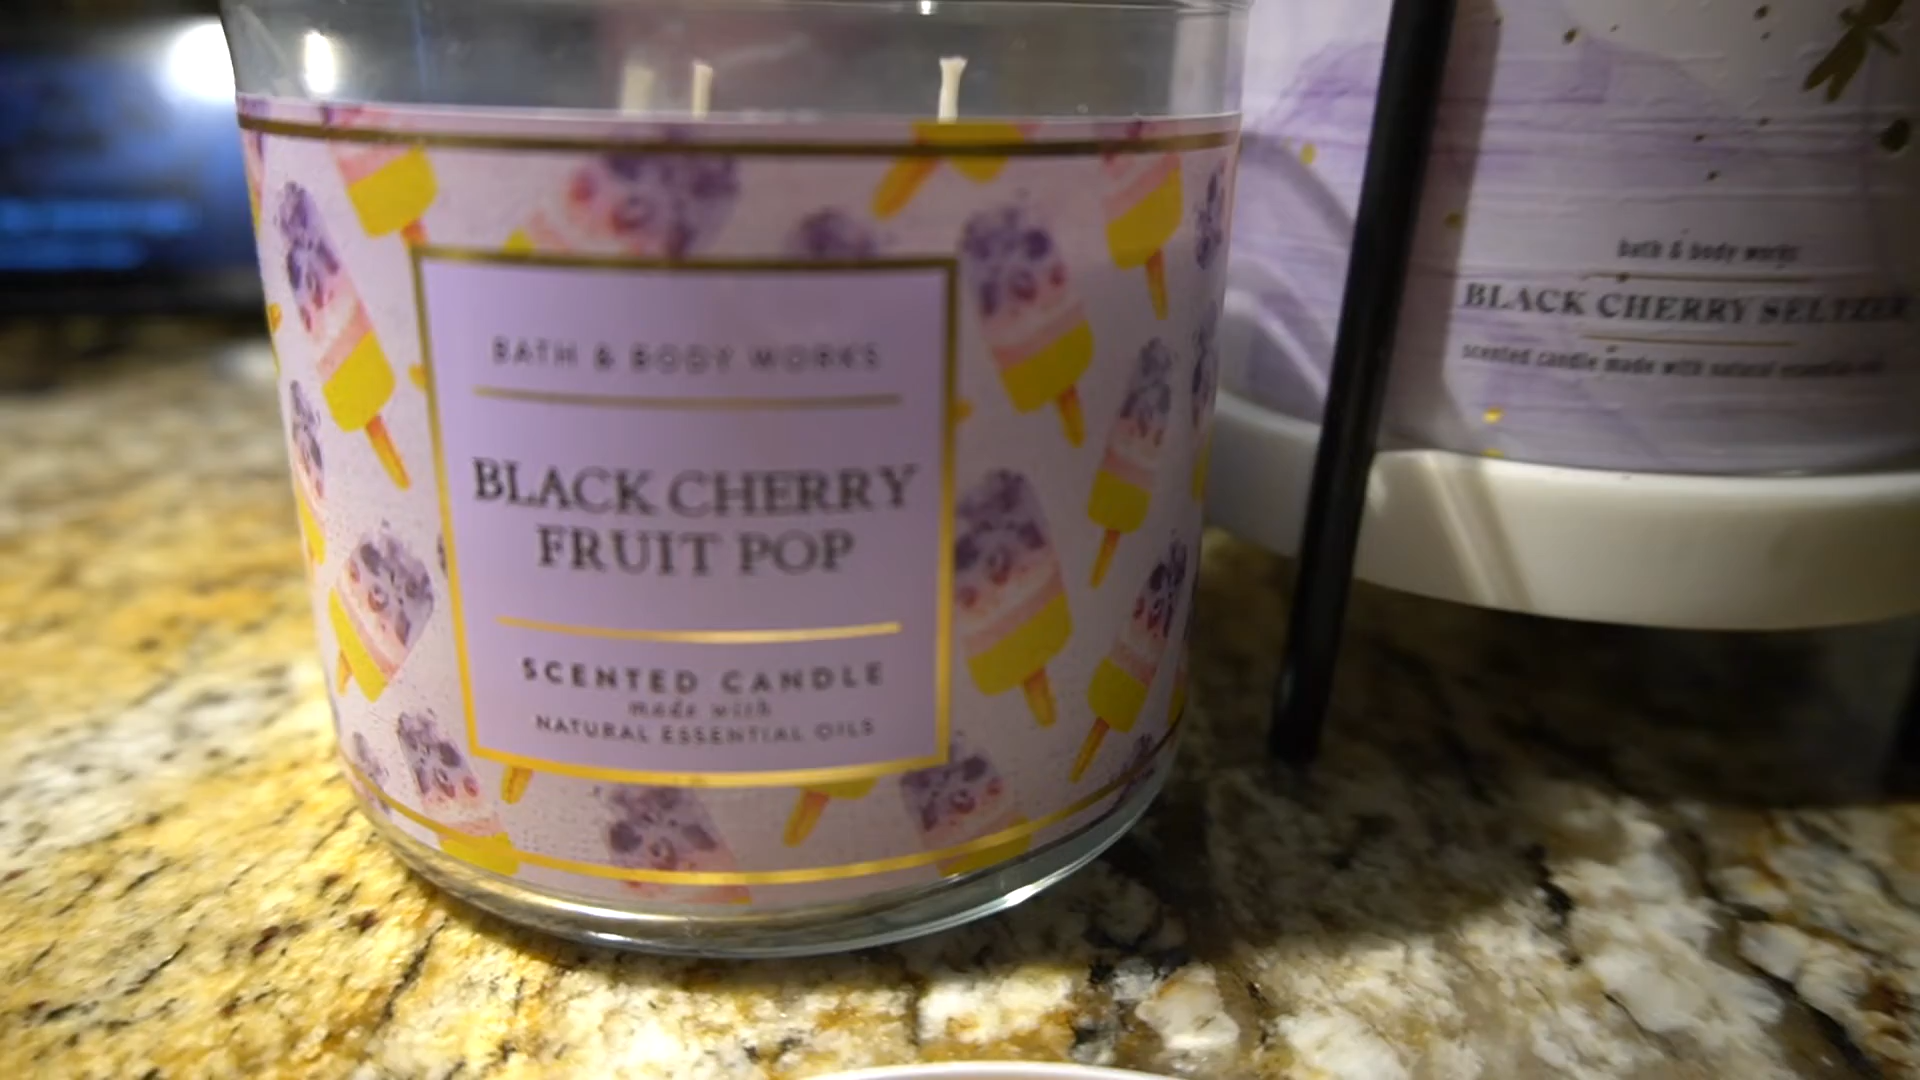 BATH & BODY WORKS
BLACK CHERRY
FRUIT POP
SCENTED CANDLE
made with
NATURAL ESSENTIAL OILS
bath & body works
BLACK CHERRY SELTZER
scented candle made with natural essential oils